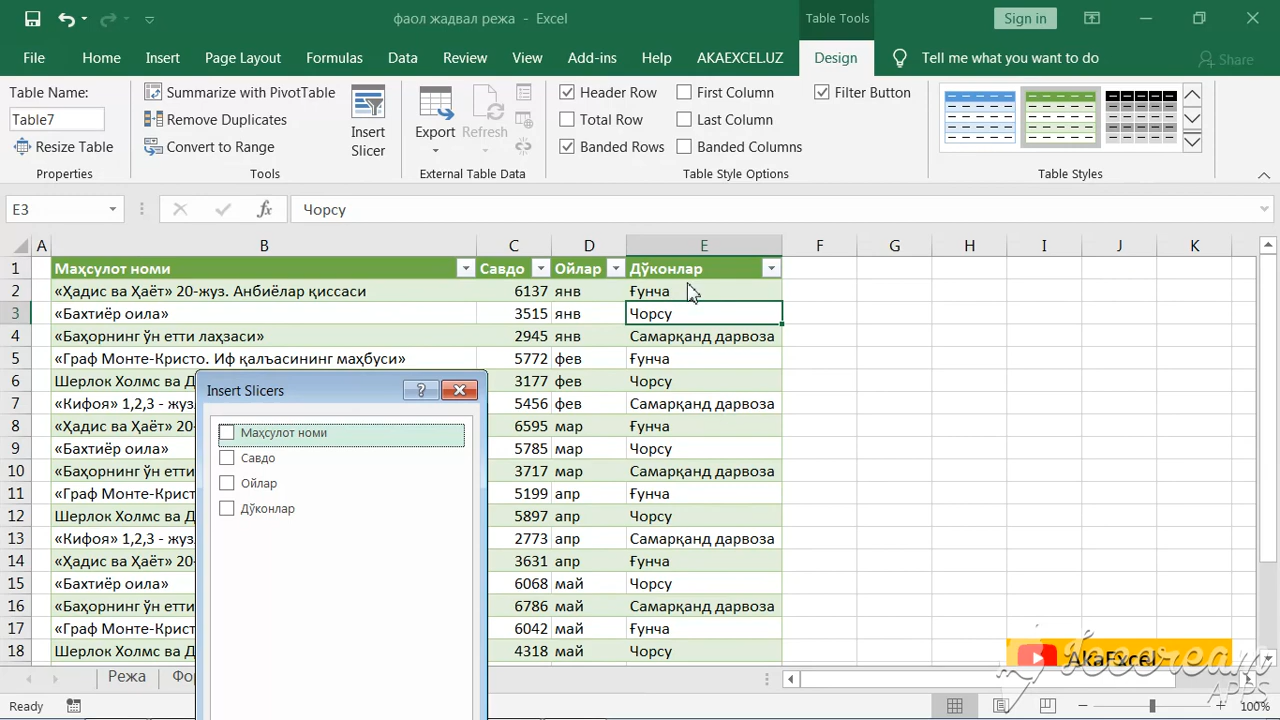 фаол жадвал режа - Excel
Table Tools
Sign in
File Home Insert Page Layout Formulas Data Review View Add-ins Help AKAEXCEL.UZ Design Tell me what you want to do Share
Table Name:
Table7
Resize Table
Properties
Summarize with PivotTable
Remove Duplicates
Convert to Range
Tools
Insert Slicer
Export
Refresh
External Table Data
Header Row
First Column
Filter Button
Total Row
Last Column
Banded Rows
Banded Columns
Table Style Options
Table Styles
E3
fx
Чорсу
A B C D E F G H I J K
1 Маҳсулот номи Савдо Ойлар Дўконлар
2 «Ҳадис ва Ҳаёт» 20-жуз. Анбиёлар қиссаси 6137 янв Ғунча
3 «Бахтиёр оила» 3515 янв Чорсу
4 «Баҳорнинг ўн етти лаҳзаси» 2945 янв Самарқанд дарвоза
5 «Граф Монте-Кристо. Иф қалъасининг маҳбуси» 5772 фев Ғунча
6 Шерлок Холмс ва Д 3177 фев Чорсу
7 «Кифоя» 1,2,3 - жуз 5456 фев Самарқанд дарвоза
8 «Ҳадис ва Ҳаёт» 20- 6595 мар Ғунча
9 «Бахтиёр оила» 5785 мар Чорсу
10 «Баҳорнинг ўн етти 3717 мар Самарқанд дарвоза
11 «Граф Монте-Крист 5199 апр Ғунча
12 Шерлок Холмс ва Д 5897 апр Чорсу
13 «Кифоя» 1,2,3 - жуз 2773 апр Самарқанд дарвоза
14 «Ҳадис ва Ҳаёт» 20- 3631 апр Ғунча
15 «Бахтиёр оила» 6068 май Чорсу
16 «Баҳорнинг ўн етти 6786 май Самарқанд дарвоза
17 «Граф Монте-Крист 6042 май Ғунча
18 Шерлок Холмс ва Д 4318 май Чорсу
Insert Slicers
?
Маҳсулот номи
Савдо
Ойлар
Дўконлар
AkaExcel
APPS
Режа
Ready
100%